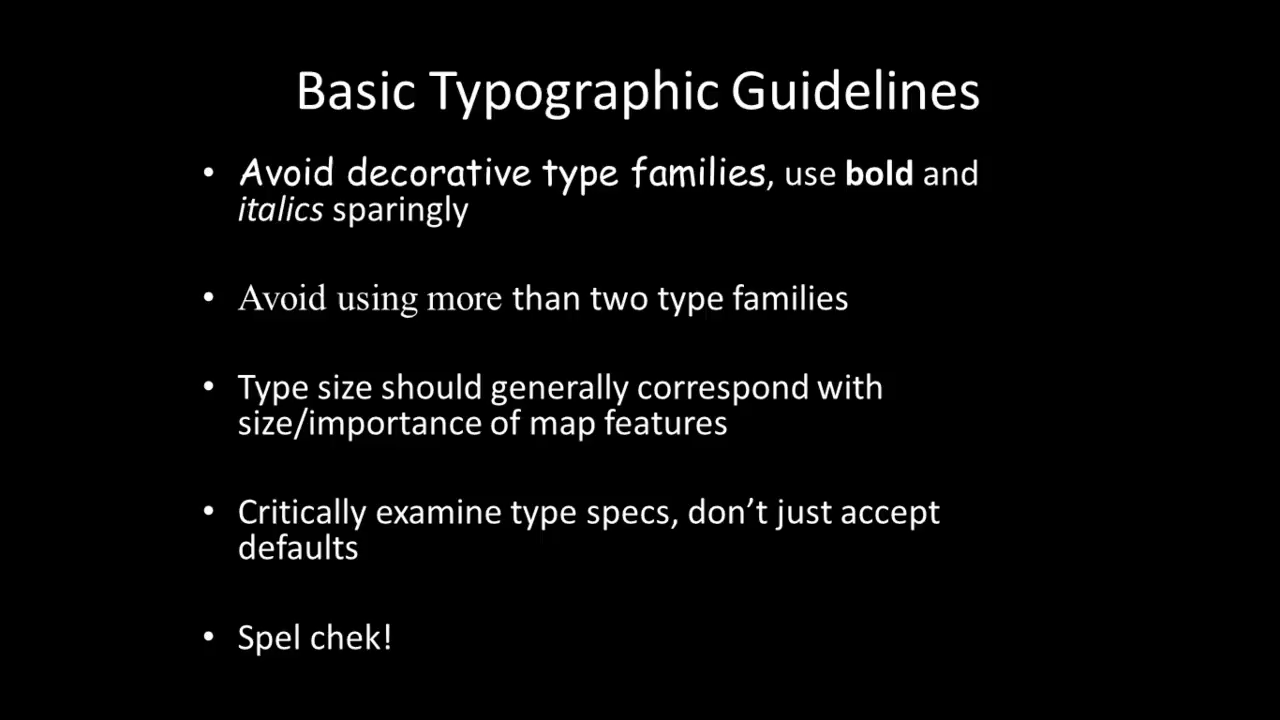 Basic Typographic Guidelines
• Avoid decorative type families, use bold and
italics sparingly
• Avoid using more than two type families
• Type size should generally correspond with
size/importance of map features
• Critically examine type specs, don’t just accept
defaults
• Spel chek!